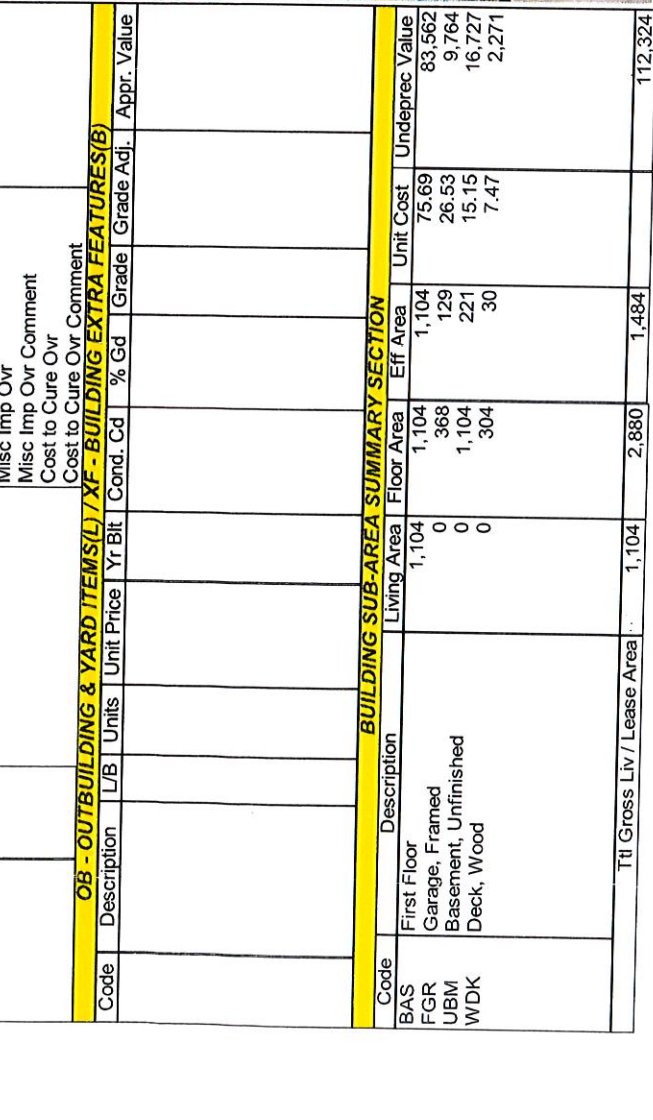 Misc Imp Ovr
Misc Imp Ovr Comment
Cost to Cure Ovr
Cost to Cure Ovr Comment
OB - OUTBUILDING & YARD ITEMS(L) / XF - BUILDING EXTRA FEATURES(B)
Code Description L/B Units Unit Price Yr Blt Cond. Cd % Gd Grade Grade Adj. Appr. Value
BUILDING SUB-AREA SUMMARY SECTION
Code Description Living Area Floor Area Eff Area Unit Cost Undeprec Value
BAS First Floor 1,104 1,104 1,104 75.69 83,562
FGR Garage, Framed 0 368 129 26.53 9,764
UBM Basement, Unfinished 0 1,104 221 15.15 16,727
WDK Deck, Wood 0 304 30 7.47 2,271
Ttl Gross Liv / Lease Area 1,104 2,880 1,484 112,324